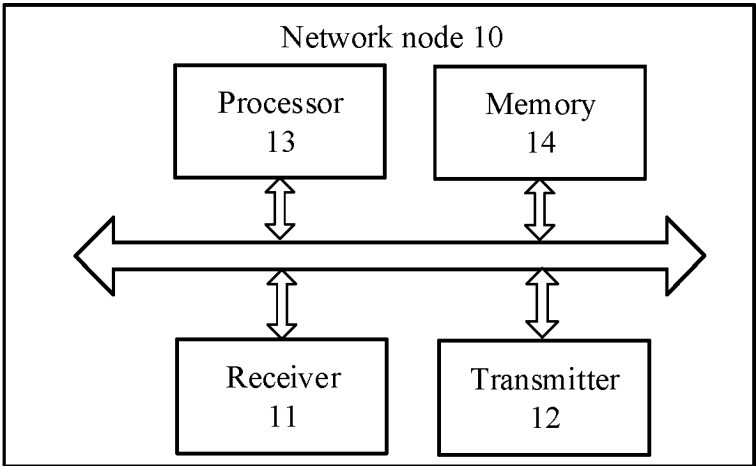 Network node 10
Processor
13
Memory
14
Receiver
11
Transmitter
12